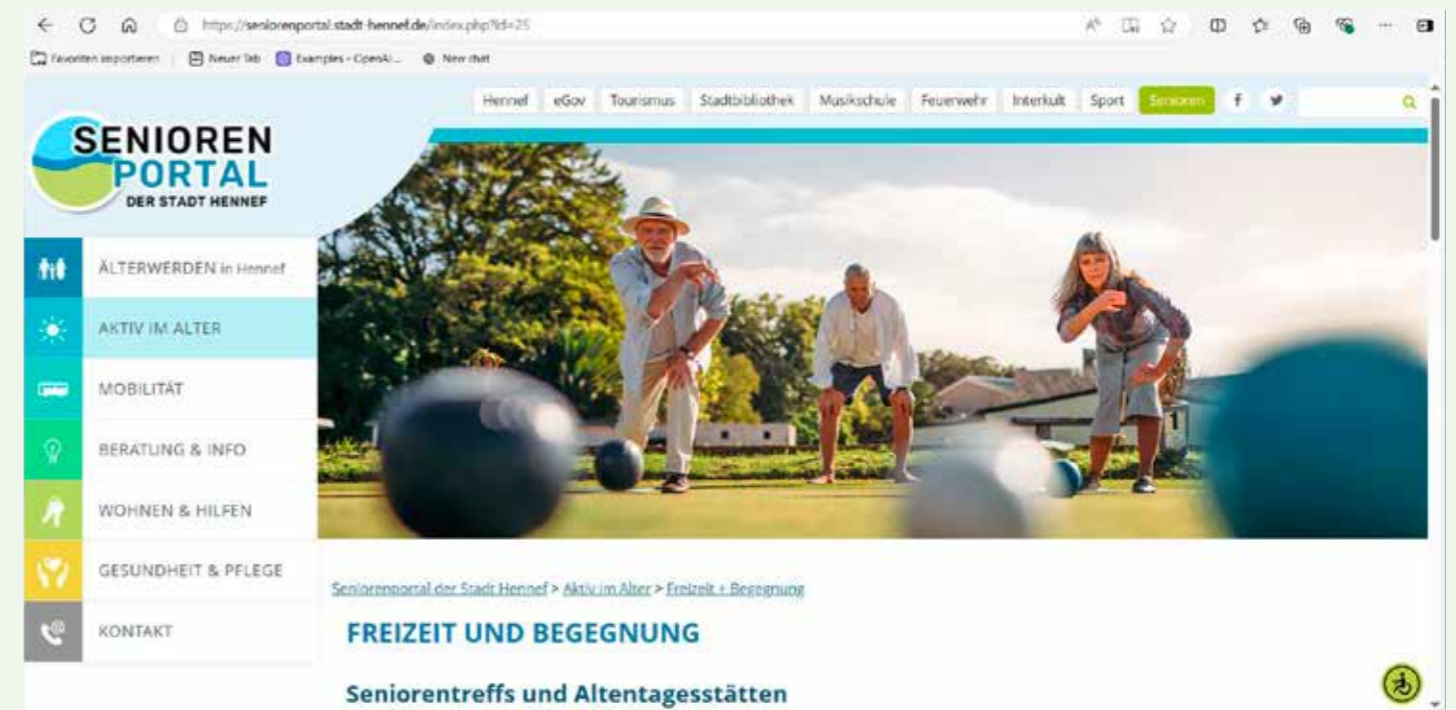 https://seniorenportal.stadt-hennef.de/index.php?id=25
Favoriten importieren
Neuer Tab
Examples - OpenAI ...
New chat
Hennef
eGov
Tourismus
Stadtbibliothek
Musikschule
Feuerwehr
Interkult
Sport
Senioren
SENIOREN
PORTAL
DER STADT HENNEF
ÄLTERWERDEN in Hennef
AKTIV IM ALTER
MOBILITÄT
BERATUNG & INFO
WOHNEN & HILFEN
GESUNDHEIT & PFLEGE
KONTAKT
Seniorenportal der Stadt Hennef > Aktiv im Alter > Freizeit + Begegnung
FREIZEIT UND BEGEGNUNG
Seniorentreffs und Altentagesstätten